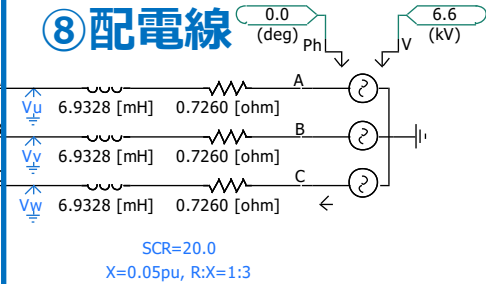 ⑧配電線
0.0
(deg)
Ph
6.6
(kV)
V
A
Vu
6.9328 [mH]
0.7260 [ohm]
B
Vv
6.9328 [mH]
0.7260 [ohm]
C
Vw
6.9328 [mH]
0.7260 [ohm]
SCR=20.0
X=0.05pu, R:X=1:3